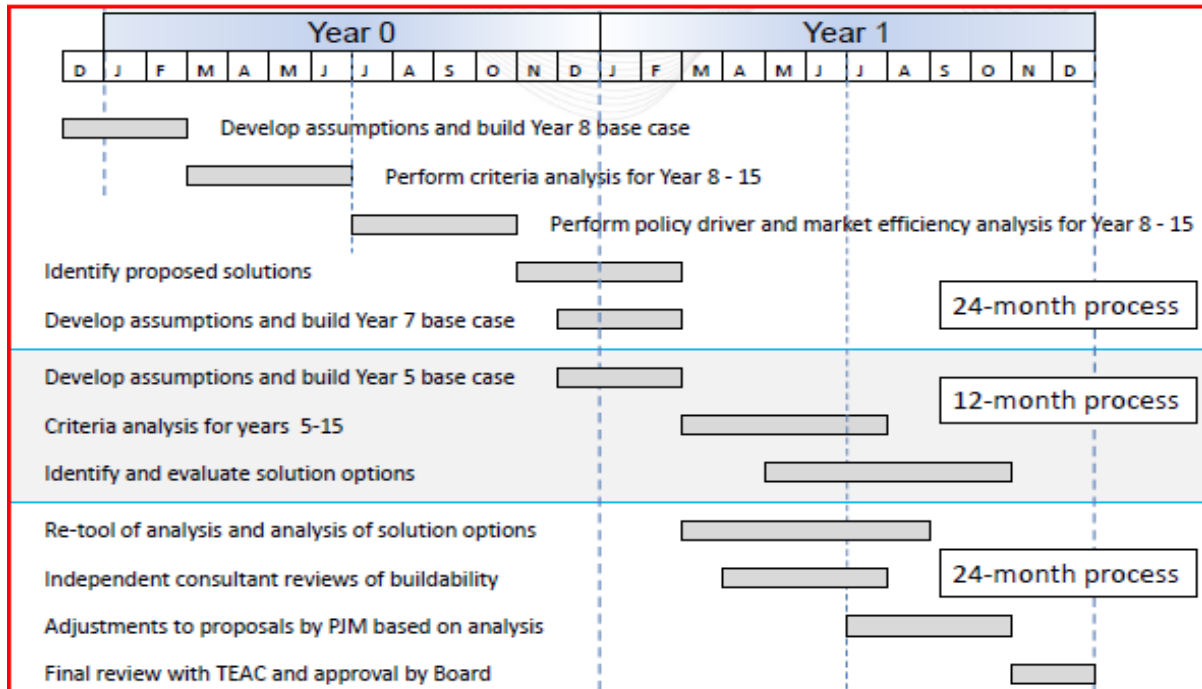 Year 0 Year 1
D J F M A M J J A S O N D J F M A M J J A S O N D
Develop assumptions and build Year 8 base case
Perform criteria analysis for Year 8 - 15
Perform policy driver and market efficiency analysis for Year 8 - 15
Identify proposed solutions
24-month process
Develop assumptions and build Year 7 base case
Develop assumptions and build Year 5 base case
12-month process
Criteria analysis for years 5-15
Identify and evaluate solution options
Re-tool of analysis and analysis of solution options
24-month process
Independent consultant reviews of buildability
Adjustments to proposals by PJM based on analysis
Final review with TEAC and approval by Board